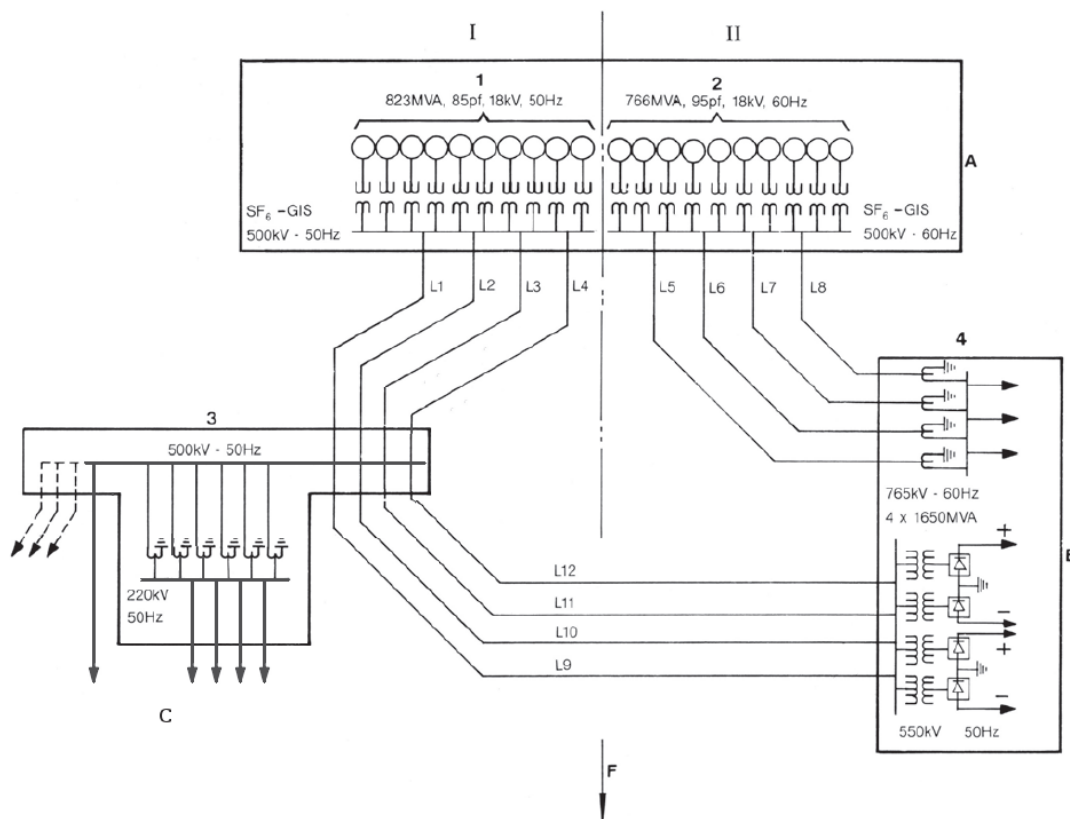 I
II
1
823MVA, 85pf, 18kV, 50Hz
2
766MVA, 95pf, 18kV, 60Hz
A
SF6 -GIS
500kV - 50Hz
SF6 -GIS
500kV - 60Hz
L1
L2
L3
L4
L5
L6
L7
L8
4
3
500kV - 50Hz
765kV - 60Hz
4 x 1650MVA
+
B
L12
220kV
50Hz
L11
−
L10
+
L9
−
C
550kV 50Hz
F